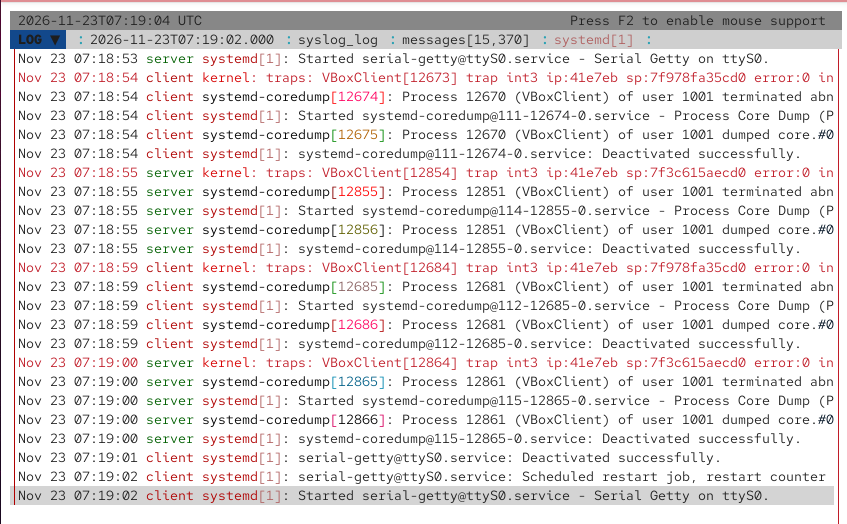 2026-11-23T07:19:04 UTC Press F2 to enable mouse support
LOG ▼ : 2026-11-23T07:19:02.000 : syslog_log : messages[15,370] : systemd[1] :
Nov 23 07:18:53 server systemd[1]: Started serial-getty@ttyS0.service - Serial Getty on ttyS0.
Nov 23 07:18:54 client kernel: traps: VBoxClient[12673] trap int3 ip:41e7eb sp:7f978fa35cd0 error:0 in
Nov 23 07:18:54 client systemd-coredump[12674]: Process 12670 (VBoxClient) of user 1001 terminated abn
Nov 23 07:18:54 client systemd[1]: Started systemd-coredump@111-12674-0.service - Process Core Dump (P
Nov 23 07:18:54 client systemd-coredump[12675]: Process 12670 (VBoxClient) of user 1001 dumped core.#0
Nov 23 07:18:54 client systemd[1]: systemd-coredump@111-12674-0.service: Deactivated successfully.
Nov 23 07:18:55 server kernel: traps: VBoxClient[12854] trap int3 ip:41e7eb sp:7f3c615aecd0 error:0 in
Nov 23 07:18:55 server systemd-coredump[12855]: Process 12851 (VBoxClient) of user 1001 terminated abn
Nov 23 07:18:55 server systemd[1]: Started systemd-coredump@114-12855-0.service - Process Core Dump (P
Nov 23 07:18:55 server systemd-coredump[12856]: Process 12851 (VBoxClient) of user 1001 dumped core.#0
Nov 23 07:18:55 server systemd[1]: systemd-coredump@114-12855-0.service: Deactivated successfully.
Nov 23 07:18:59 client kernel: traps: VBoxClient[12684] trap int3 ip:41e7eb sp:7f978fa35cd0 error:0 in
Nov 23 07:18:59 client systemd-coredump[12685]: Process 12681 (VBoxClient) of user 1001 terminated abn
Nov 23 07:18:59 client systemd[1]: Started systemd-coredump@112-12685-0.service - Process Core Dump (P
Nov 23 07:18:59 client systemd-coredump[12686]: Process 12681 (VBoxClient) of user 1001 dumped core.#0
Nov 23 07:18:59 client systemd[1]: systemd-coredump@112-12685-0.service: Deactivated successfully.
Nov 23 07:19:00 server kernel: traps: VBoxClient[12864] trap int3 ip:41e7eb sp:7f3c615aecd0 error:0 in
Nov 23 07:19:00 server systemd-coredump[12865]: Process 12861 (VBoxClient) of user 1001 terminated abn
Nov 23 07:19:00 server systemd[1]: Started systemd-coredump@115-12865-0.service - Process Core Dump (P
Nov 23 07:19:00 server systemd-coredump[12866]: Process 12861 (VBoxClient) of user 1001 dumped core.#0
Nov 23 07:19:00 server systemd[1]: systemd-coredump@115-12865-0.service: Deactivated successfully.
Nov 23 07:19:01 client systemd[1]: serial-getty@ttyS0.service: Deactivated successfully.
Nov 23 07:19:02 client systemd[1]: serial-getty@ttyS0.service: Scheduled restart job, restart counter
Nov 23 07:19:02 client systemd[1]: Started serial-getty@ttyS0.service - Serial Getty on ttyS0.